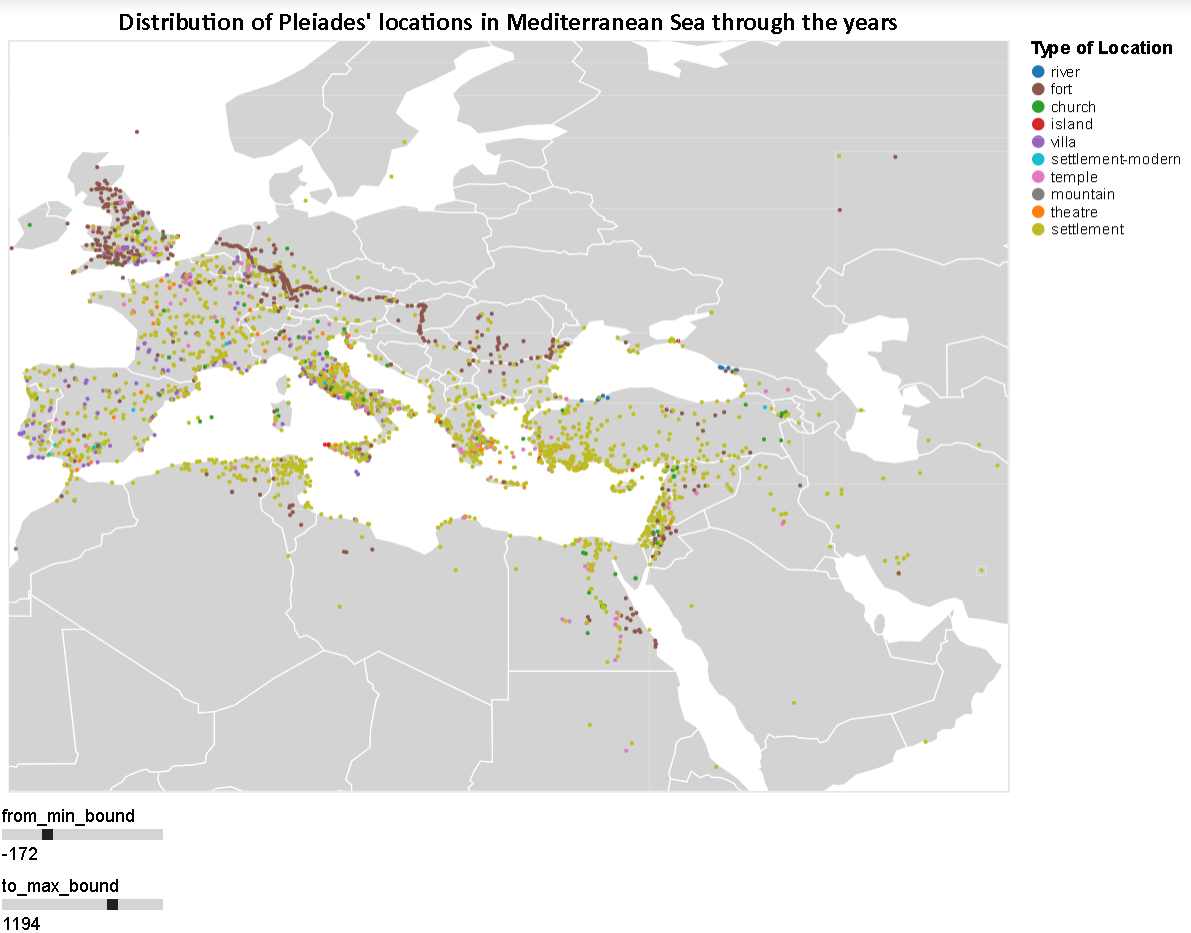 Distribution of Pleiades' locations in Mediterranean Sea through the years
Type of Location
river
fort
church
island
villa
settlement-modern
temple
mountain
theatre
settlement
from_min_bound
-172
to_max_bound
1194